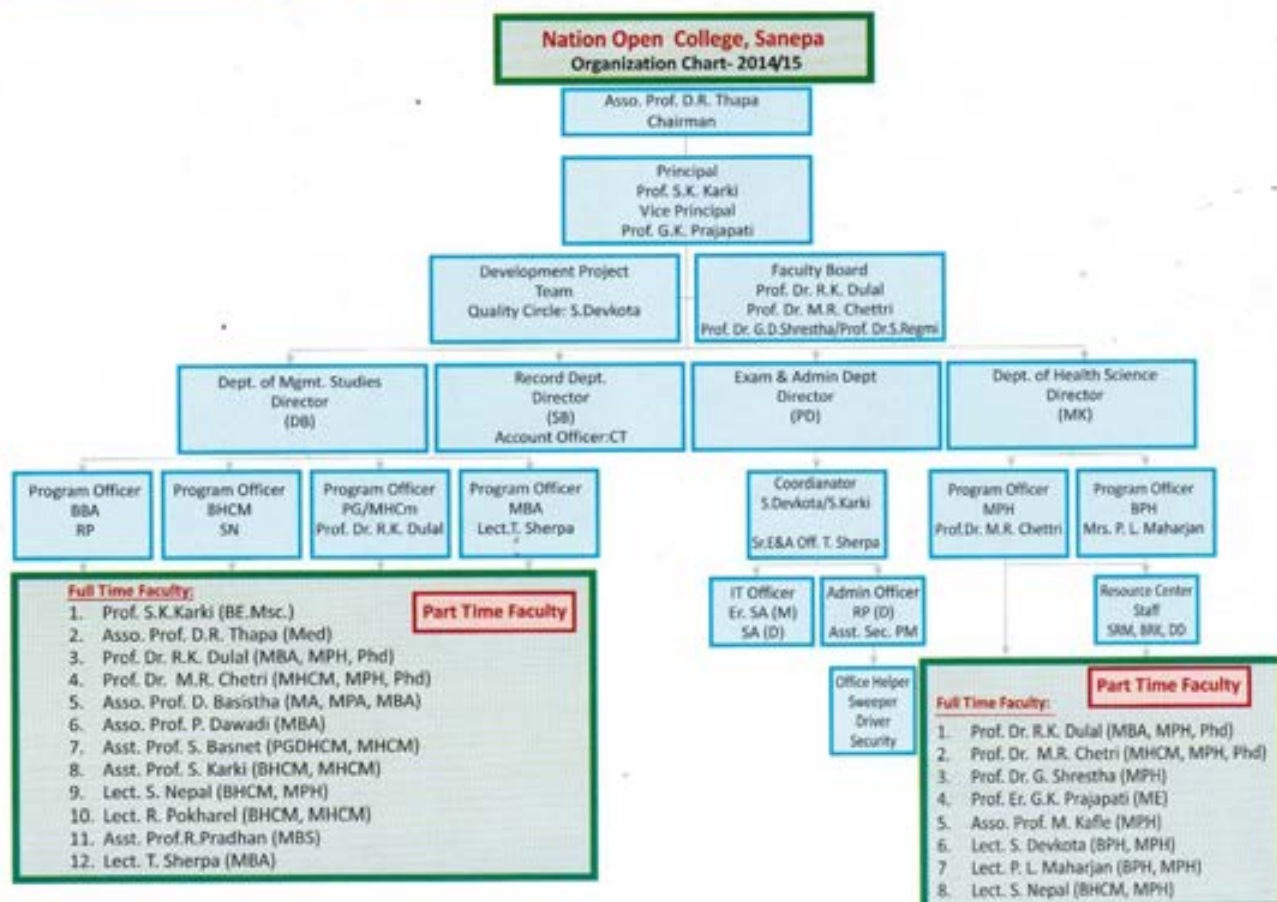 Nation Open College, Sanepa
Organization Chart- 2014/15
Asso. Prof. D.R. Thapa
Chairman
Principal
Prof. S.K. Karki
Vice Principal
Prof. G.K. Prajapati
Development Project
Team
Quality Circle: S.Devkota
Faculty Board
Prof. Dr. R.K. Dulal
Prof. Dr. M.R. Chettri
Prof. Dr. G.D.Shrestha/Prof. Dr.S.Regmi
Dept. of Mgmt. Studies
Director
(DB)
Record Dept.
Director
(SB)
Account Officer:CT
Exam & Admin Dept
Director
(PD)
Dept. of Health Science
Director
(MK)
Program Officer
BBA
RP
Program Officer
BHCM
SN
Program Officer
PG/MHCm
Prof. Dr. R.K. Dulal
Program Officer
MBA
Lect.T. Sherpa
Coordianator
S.Devkota/S.Karki
Sr.E&A Off. T. Sherpa
Program Officer
MPH
Prof.Dr. M.R. Chettri
Program Officer
BPH
Mrs. P. L. Maharjan
IT Officer
Er. SA (M)
SA (D)
Admin Officer
RP (D)
Asst. Sec. PM
Resource Center
Staff
SRM, BRK, DD
Office Helper
Sweeper
Driver
Security
Full Time Faculty:
Part Time Faculty
1. Prof. S.K.Karki (BE.Msc.)
2. Asso. Prof. D.R. Thapa (Med)
3. Prof. Dr. R.K. Dulal (MBA, MPH, Phd)
4. Prof. Dr. M.R. Chetri (MHCM, MPH, Phd)
5. Asso. Prof. D. Basistha (MA, MPA, MBA)
6. Asso. Prof. P. Dawadi (MBA)
7. Asst. Prof. S. Basnet (PGDHCM, MHCM)
8. Asst. Prof. S. Karki (BHCM, MHCM)
9. Lect. S. Nepal (BHCM, MPH)
10. Lect. R. Pokharel (BHCM, MHCM)
11. Asst. Prof.R.Pradhan (MBS)
12. Lect. T. Sherpa (MBA)
Part Time Faculty
Full Time Faculty:
1. Prof. Dr. R.K. Dulal (MBA, MPH, Phd)
2. Prof. Dr. M.R. Chetri (MHCM, MPH, Phd)
3. Prof. Dr. G. Shrestha (MPH)
4. Prof. Er. G.K. Prajapati (ME)
5. Asso. Prof. M. Kafle (MPH)
6. Lect. S. Devkota (BPH, MPH)
7 Lect. P. L. Maharjan (BPH, MPH)
8. Lect. S. Nepal (BHCM, MPH)